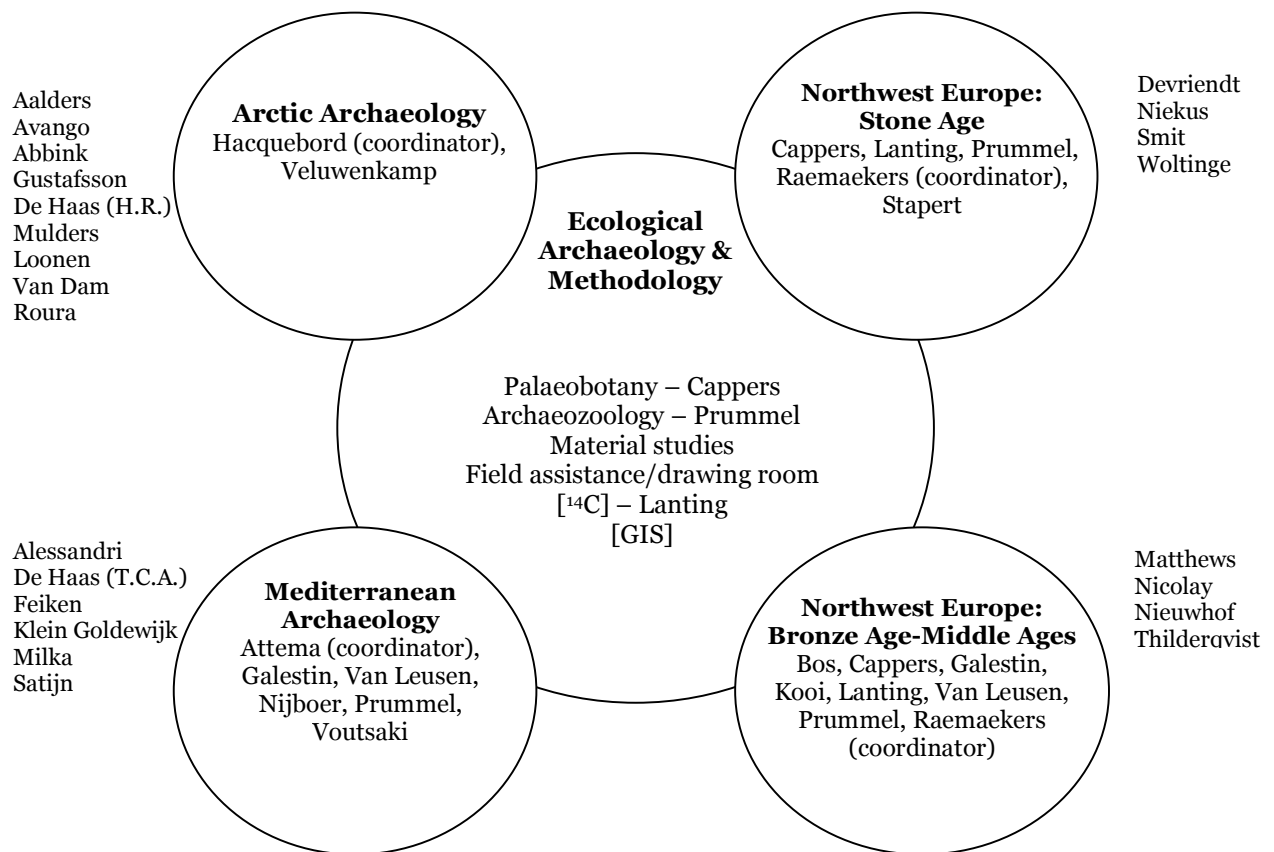 Aalders
Avango
Abbink
Gustafsson
De Haas (H.R.)
Mulders
Loonen
Van Dam
Roura
Arctic Archaeology
Hacquebord (coordinator),
Veluwenkamp
Northwest Europe:
Stone Age
Cappers, Lanting, Prummel,
Raemaekers (coordinator),
Stapert
Devriendt
Niekus
Smit
Woltinge
Ecological
Archaeology &
Methodology
Palaeobotany – Cappers
Archaeozoology – Prummel
Material studies
Field assistance/drawing room
[¹⁴C] – Lanting
[GIS]
Alessandri
De Haas (T.C.A.)
Feiken
Klein Goldewijk
Milka
Satijn
Mediterranean
Archaeology
Attema (coordinator),
Galestin, Van Leusen,
Nijboer, Prummel,
Voutsaki
Northwest Europe:
Bronze Age-Middle Ages
Bos, Cappers, Galestin,
Kooi, Lanting, Van Leusen,
Prummel, Raemaekers
(coordinator)
Matthews
Nicolay
Nieuwhof
Thilderqvist